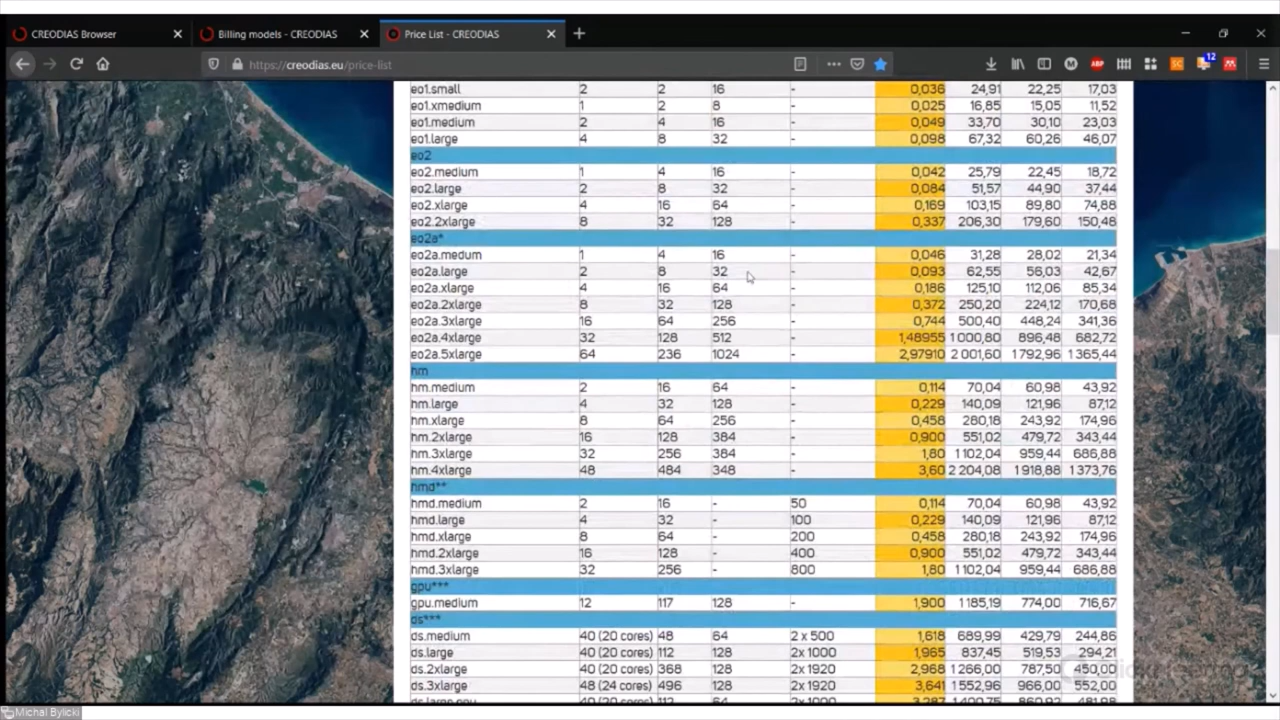 CREODIAS Browser
Billing models - CREODIAS
Price List - CREODIAS
https://creodias.eu/price-list
ABP
SC
12
eo1.small 2 2 16 - 0,036 24,91 22,25 17,03
eo1.xmedium 1 2 8 - 0,025 16,85 15,05 11,52
eo1.medium 2 4 16 - 0,049 33,70 30,10 23,03
eo1.large 4 8 32 - 0,098 67,32 60,26 46,07
eo2
eo2.medium 1 4 16 - 0,042 25,79 22,45 18,72
eo2.large 2 8 32 - 0,084 51,57 44,90 37,44
eo2.xlarge 4 16 64 - 0,169 103,15 89,80 74,88
eo2.2xlarge 8 32 128 - 0,337 206,30 179,60 150,48
eo2a*
eo2a.medum 1 4 16 - 0,046 31,28 28,02 21,34
eo2a.large 2 8 32 - 0,093 62,55 56,03 42,67
eo2a.xlarge 4 16 64 - 0,186 125,10 112,06 85,34
eo2a.2xlarge 8 32 128 - 0,372 250,20 224,12 170,68
eo2a.3xlarge 16 64 256 - 0,744 500,40 448,24 341,36
eo2a.4xlarge 32 128 512 - 1,48955 1 000,80 896,48 682,72
eo2a.5xlarge 64 236 1024 - 2,97910 2 001,60 1 792,96 1 365,44
hm
hm.medium 2 16 64 - 0,114 70,04 60,98 43,92
hm.large 4 32 128 - 0,229 140,09 121,96 87,12
hm.xlarge 8 64 256 - 0,458 280,18 243,92 174,96
hm.2xlarge 16 128 384 - 0,900 551,02 479,72 343,44
hm.3xlarge 32 256 384 - 1,80 1 102,04 959,44 686,88
hm.4xlarge 48 484 348 - 3,60 2 204,08 1 918,88 1 373,76
hmd**
hmd.medium 2 16 - 50 0,114 70,04 60,98 43,92
hmd.large 4 32 - 100 0,229 140,09 121,96 87,12
hmd.xlarge 8 64 - 200 0,458 280,18 243,92 174,96
hmd.2xlarge 16 128 - 400 0,900 551,02 479,72 343,44
hmd.3xlarge 32 256 - 800 1,80 1 102,04 959,44 686,88
gpu***
gpu.medium 12 117 128 - 1,900 1 185,19 774,00 716,67
ds***
ds.medium 40 (20 cores) 48 64 2 x 500 1,618 689,99 429,79 244,86
ds.large 40 (20 cores) 112 128 2x 1000 1,965 837,45 519,53 294,21
ds.2xlarge 40 (20 cores) 368 128 2x 1920 2,968 1 266,00 787,50 450,00
ds.3xlarge 48 (24 cores) 496 128 2x 1920 3,641 1 552,96 966,00 552,00
Michał Bylicki